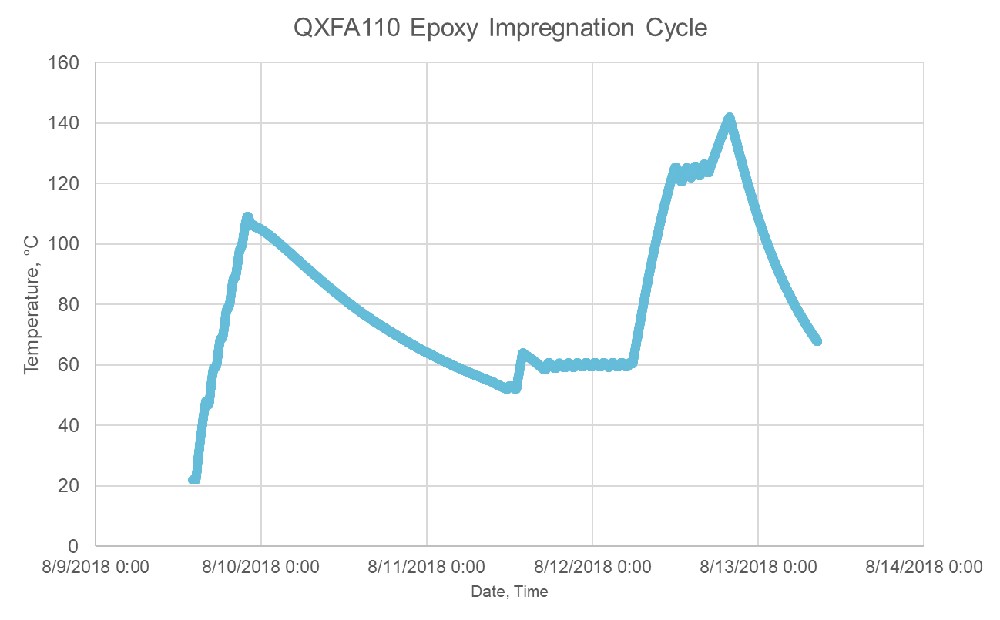 QXFA110 Epoxy Impregnation Cycle
160
140
120
100
80
60
40
20
0
Temperature, °C
8/9/2018 0:00 8/10/2018 0:00 8/11/2018 0:00 8/12/2018 0:00 8/13/2018 0:00 8/14/2018 0:00
Date, Time